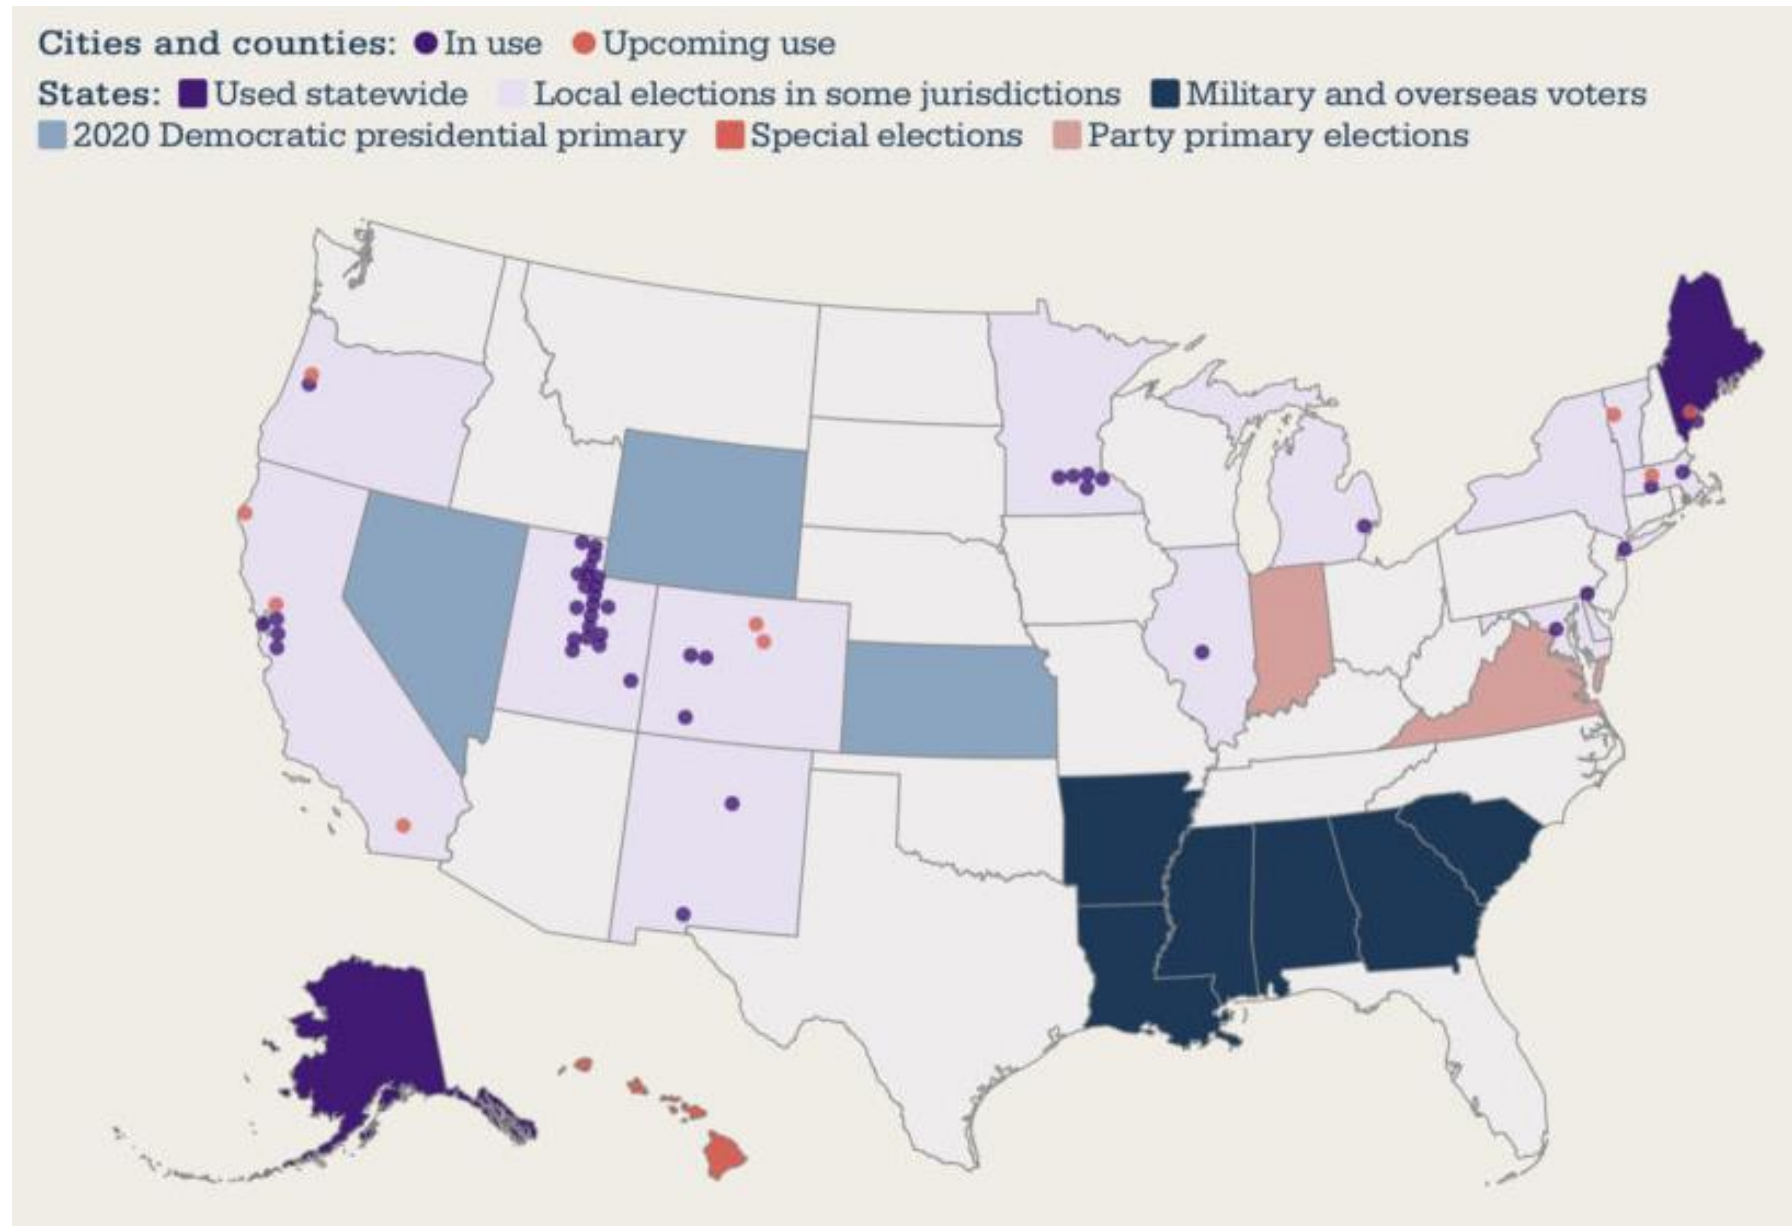 Cities and counties: In use Upcoming use
States: Used statewide Local elections in some jurisdictions Military and overseas voters
2020 Democratic presidential primary Special elections Party primary elections